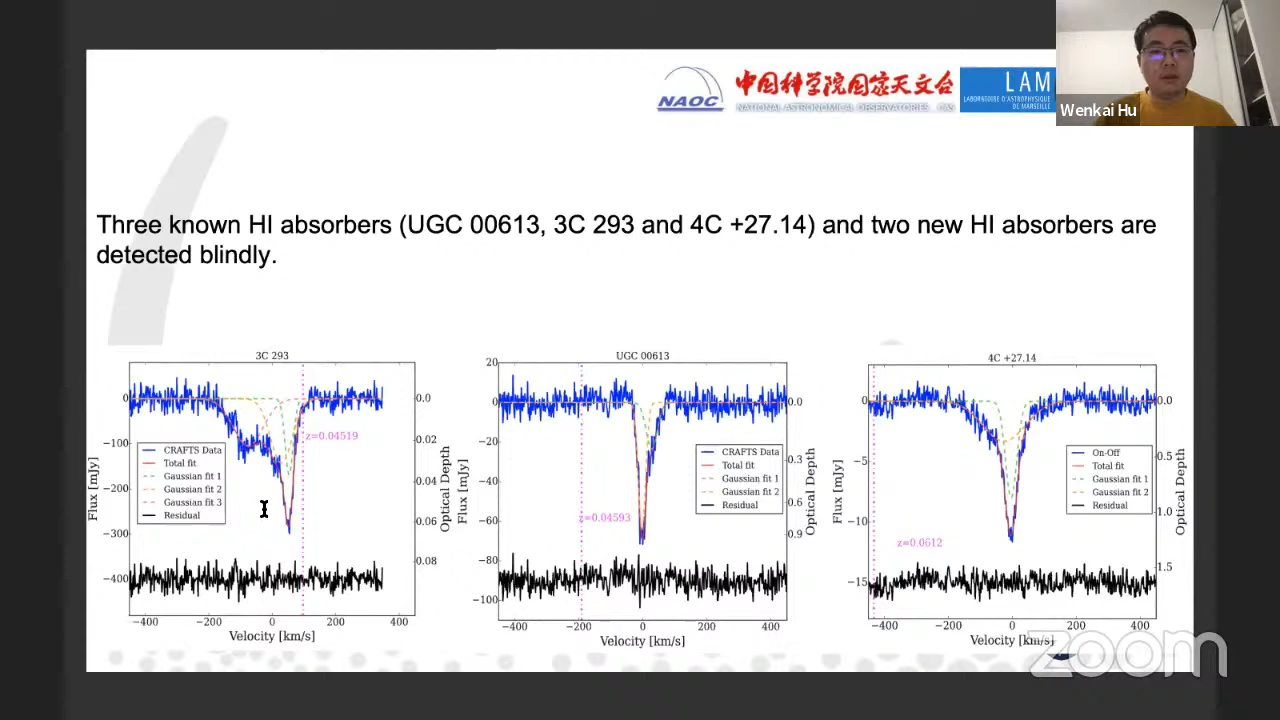 NAOC
中国科学院国家天文台
NATIONAL ASTRONOMICAL OBSERVATORIES, CAS
LAM
LABORATOIRE D'ASTROPHYSIQUE
DE MARSEILLE
Wenkai Hu
Three known HI absorbers (UGC 00613, 3C 293 and 4C +27.14) and two new HI absorbers are
detected blindly.
3C 293
0
−100
−200
−300
−400
Flux [mJy]
0.0
0.02
0.04
0.06
0.08
Optical Depth
z=0.04519
CRAFTS Data
Total fit
Gaussian fit 1
Gaussian fit 2
Gaussian fit 3
Residual
−400
−200
0
200
400
Velocity [km/s]
UGC 00613
20
0
−20
−40
−60
−80
−100
Flux [mJy]
0.0
0.3
0.6
0.9
Optical Depth
z=0.04593
CRAFTS Data
Total fit
Gaussian fit 1
Gaussian fit 2
Residual
−400
−200
0
200
400
Velocity [km/s]
4C +27.14
0
−5
−10
−15
Flux [mJy]
0.0
0.5
1.0
1.5
Optical Depth
z=0.0612
On-Off
Total fit
Gaussian fit 1
Gaussian fit 2
Residual
−400
−200
0
200
400
Velocity [km/s]
zoom